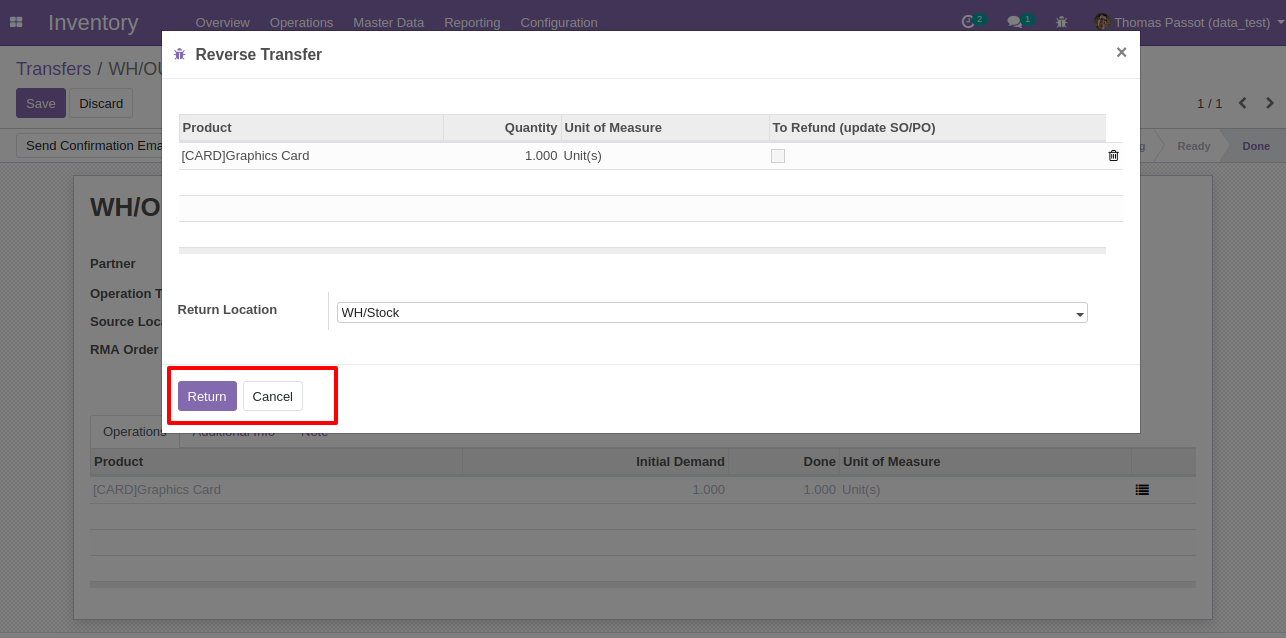 Inventory Overview Operations Master Data Reporting Configuration 2 1 Thomas Passot (data_test)
Reverse Transfer ×
Transfers / WH/OU
Save Discard 1 / 1
Send Confirmation Ema g Ready Done
Product Quantity Unit of Measure To Refund (update SO/PO)
[CARD]Graphics Card 1.000 Unit(s)
WH/O
Partner
Operation T
Source Loca
RMA Order
Return Location WH/Stock
Return Cancel
Operations Additional Info Note
Product Initial Demand Done Unit of Measure
[CARD]Graphics Card 1.000 1.000 Unit(s)